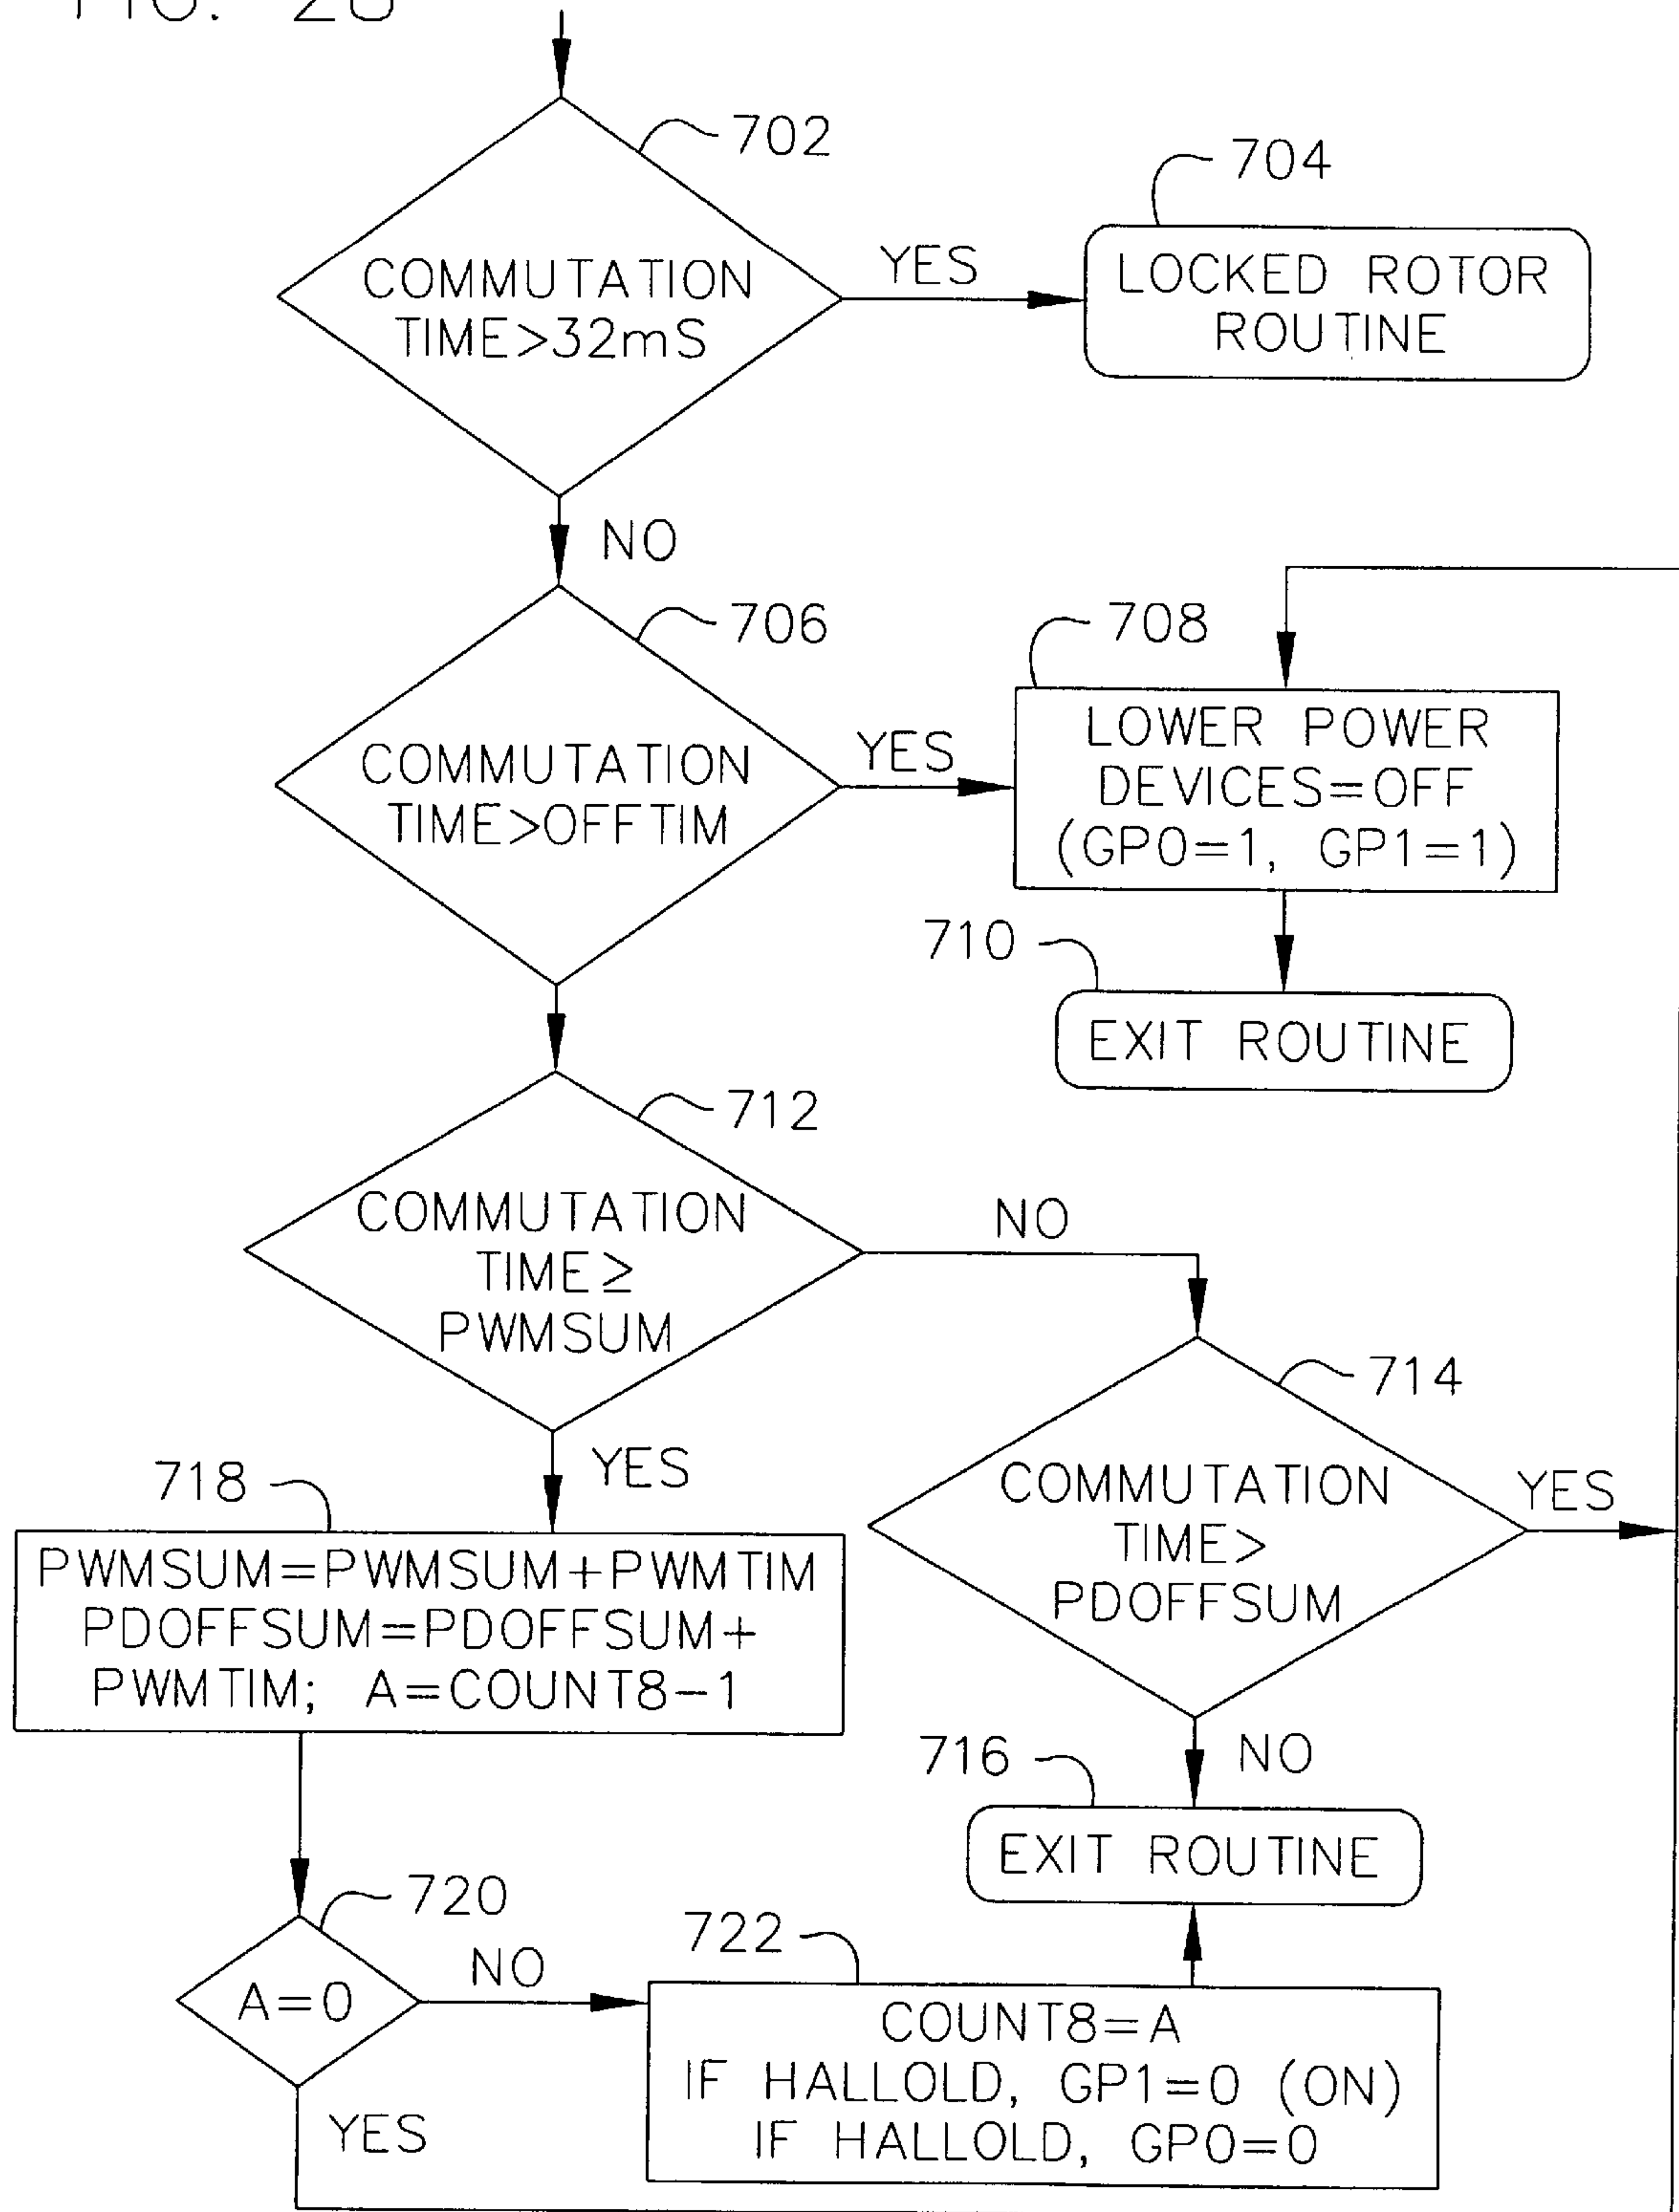 702
704
COMMUTATION
TIME>32mS
YES
LOCKED ROTOR
ROUTINE
NO
706
708
COMMUTATION
TIME>OFFTIM
YES
LOWER POWER
DEVICES=OFF
(GP0=1, GP1=1)
710
EXIT ROUTINE
712
COMMUTATION
TIME≥
PWMSUM
NO
714
COMMUTATION
TIME>
PDOFFSUM
YES
YES
718
PWMSUM=PWMSUM+PWMTIM
PDOFFSUM=PDOFFSUM+
PWMTIM; A=COUNT8-1
716
NO
EXIT ROUTINE
720
A=0
NO
722
COUNT8=A
IF HALLOLD, GP1=0 (ON)
IF HALLOLD, GP0=0
YES